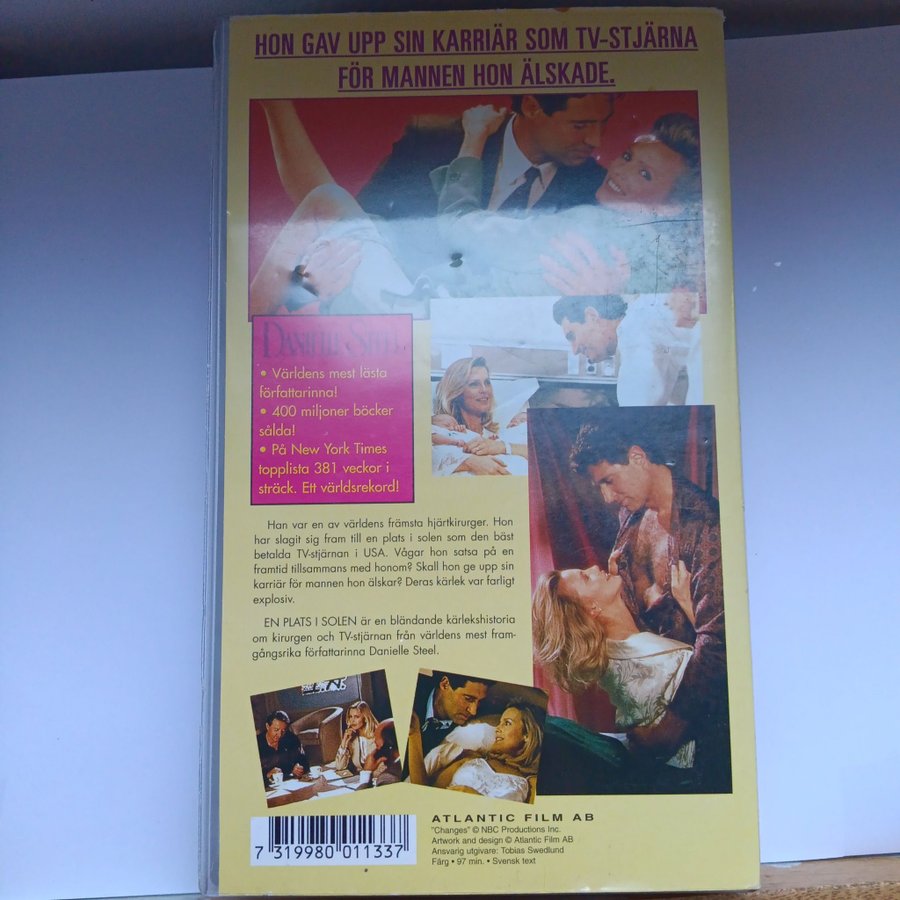 HON GAV UPP SIN KARRIÄR SOM TV-STJÄRNA
FÖR MANNEN HON ÄLSKADE.
DANIELLE STEEL
• Världens mest lästa
författarinna!
• 400 miljoner böcker
sålda!
• På New York Times
topplista 381 veckor i
sträck. Ett världsrekord!
Han var en av världens främsta hjärtkirurger. Hon
har slagit sig fram till en plats i solen som den bäst
betalda TV-stjärnan i USA. Vågar hon satsa på en
framtid tillsammans med honom? Skall hon ge upp sin
karriär för mannen hon älskar? Deras kärlek var farligt
explosiv.
EN PLATS I SOLEN är en bländande kärlekshistoria
om kirurgen och TV-stjärnan från världens mest fram-
gångsrika författarinna Danielle Steel.
7 319980 011337
ATLANTIC FILM AB
"Changes" © NBC Productions Inc.
Artwork and design © Atlantic Film AB
Ansvarig utgivare: Tobias Swedlund
Färg • 97 min. • Svensk text